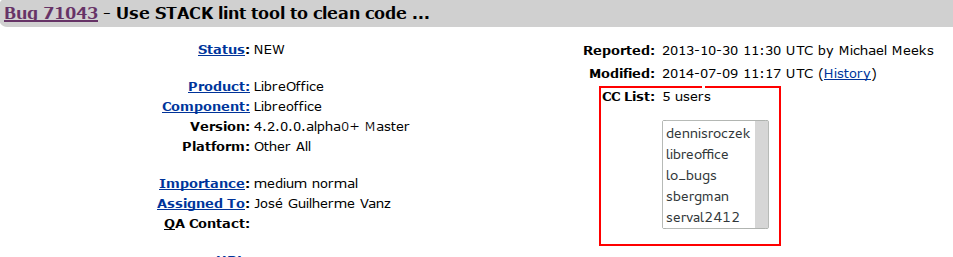 Bug 71043 - Use STACK lint tool to clean code ...
Status: NEW
Product: LibreOffice
Component: Libreoffice
Version: 4.2.0.0.alpha0+ Master
Platform: Other All
Importance: medium normal
Assigned To: José Guilherme Vanz
QA Contact:
Reported: 2013-10-30 11:30 UTC by Michael Meeks
Modified: 2014-07-09 11:17 UTC (History)
CC List: 5 users
dennisroczek
libreoffice
lo_bugs
sbergman
serval2412